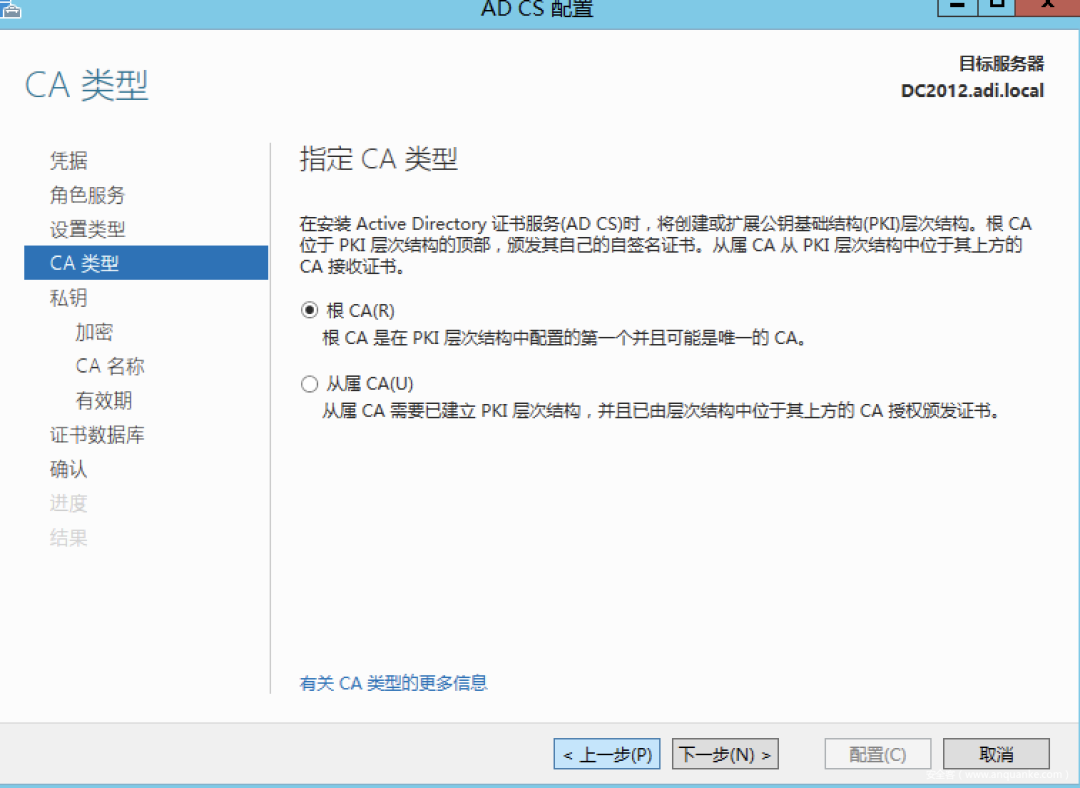 AD CS 配置
CA 类型
目标服务器
DC2012.adi.local
凭据
角色服务
设置类型
CA 类型
私钥
加密
CA 名称
有效期
证书数据库
确认
进度
结果
指定 CA 类型
在安装 Active Directory 证书服务(AD CS)时，将创建或扩展公钥基础结构(PKI)层次结构。根 CA
位于 PKI 层次结构的顶部，颁发其自己的自签名证书。从属 CA 从 PKI 层次结构中位于其上方的
CA 接收证书。
根 CA(R)
根 CA 是在 PKI 层次结构中配置的第一个并且可能是唯一的 CA。
从属 CA(U)
从属 CA 需要已建立 PKI 层次结构，并且已由层次结构中位于其上方的 CA 授权颁发证书。
有关 CA 类型的更多信息
< 上一步(P)
下一步(N) >
配置(C)
取消
安全客 ( www.anquanke.com )